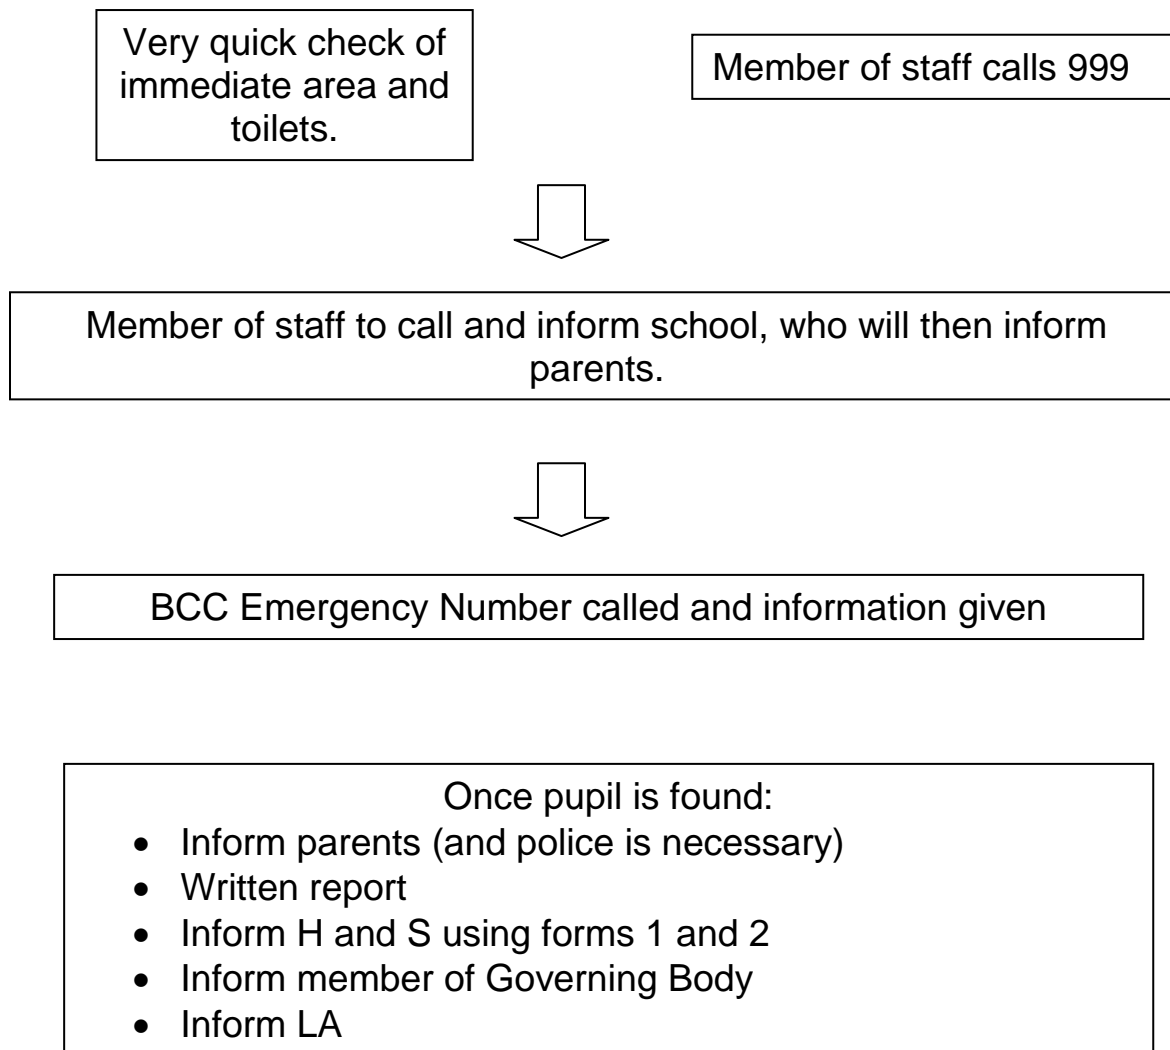 Very quick check of
immediate area and
toilets.
Member of staff calls 999
Member of staff to call and inform school, who will then inform
parents.
BCC Emergency Number called and information given
Once pupil is found:
• Inform parents (and police is necessary)
• Written report
• Inform H and S using forms 1 and 2
• Inform member of Governing Body
• Inform LA